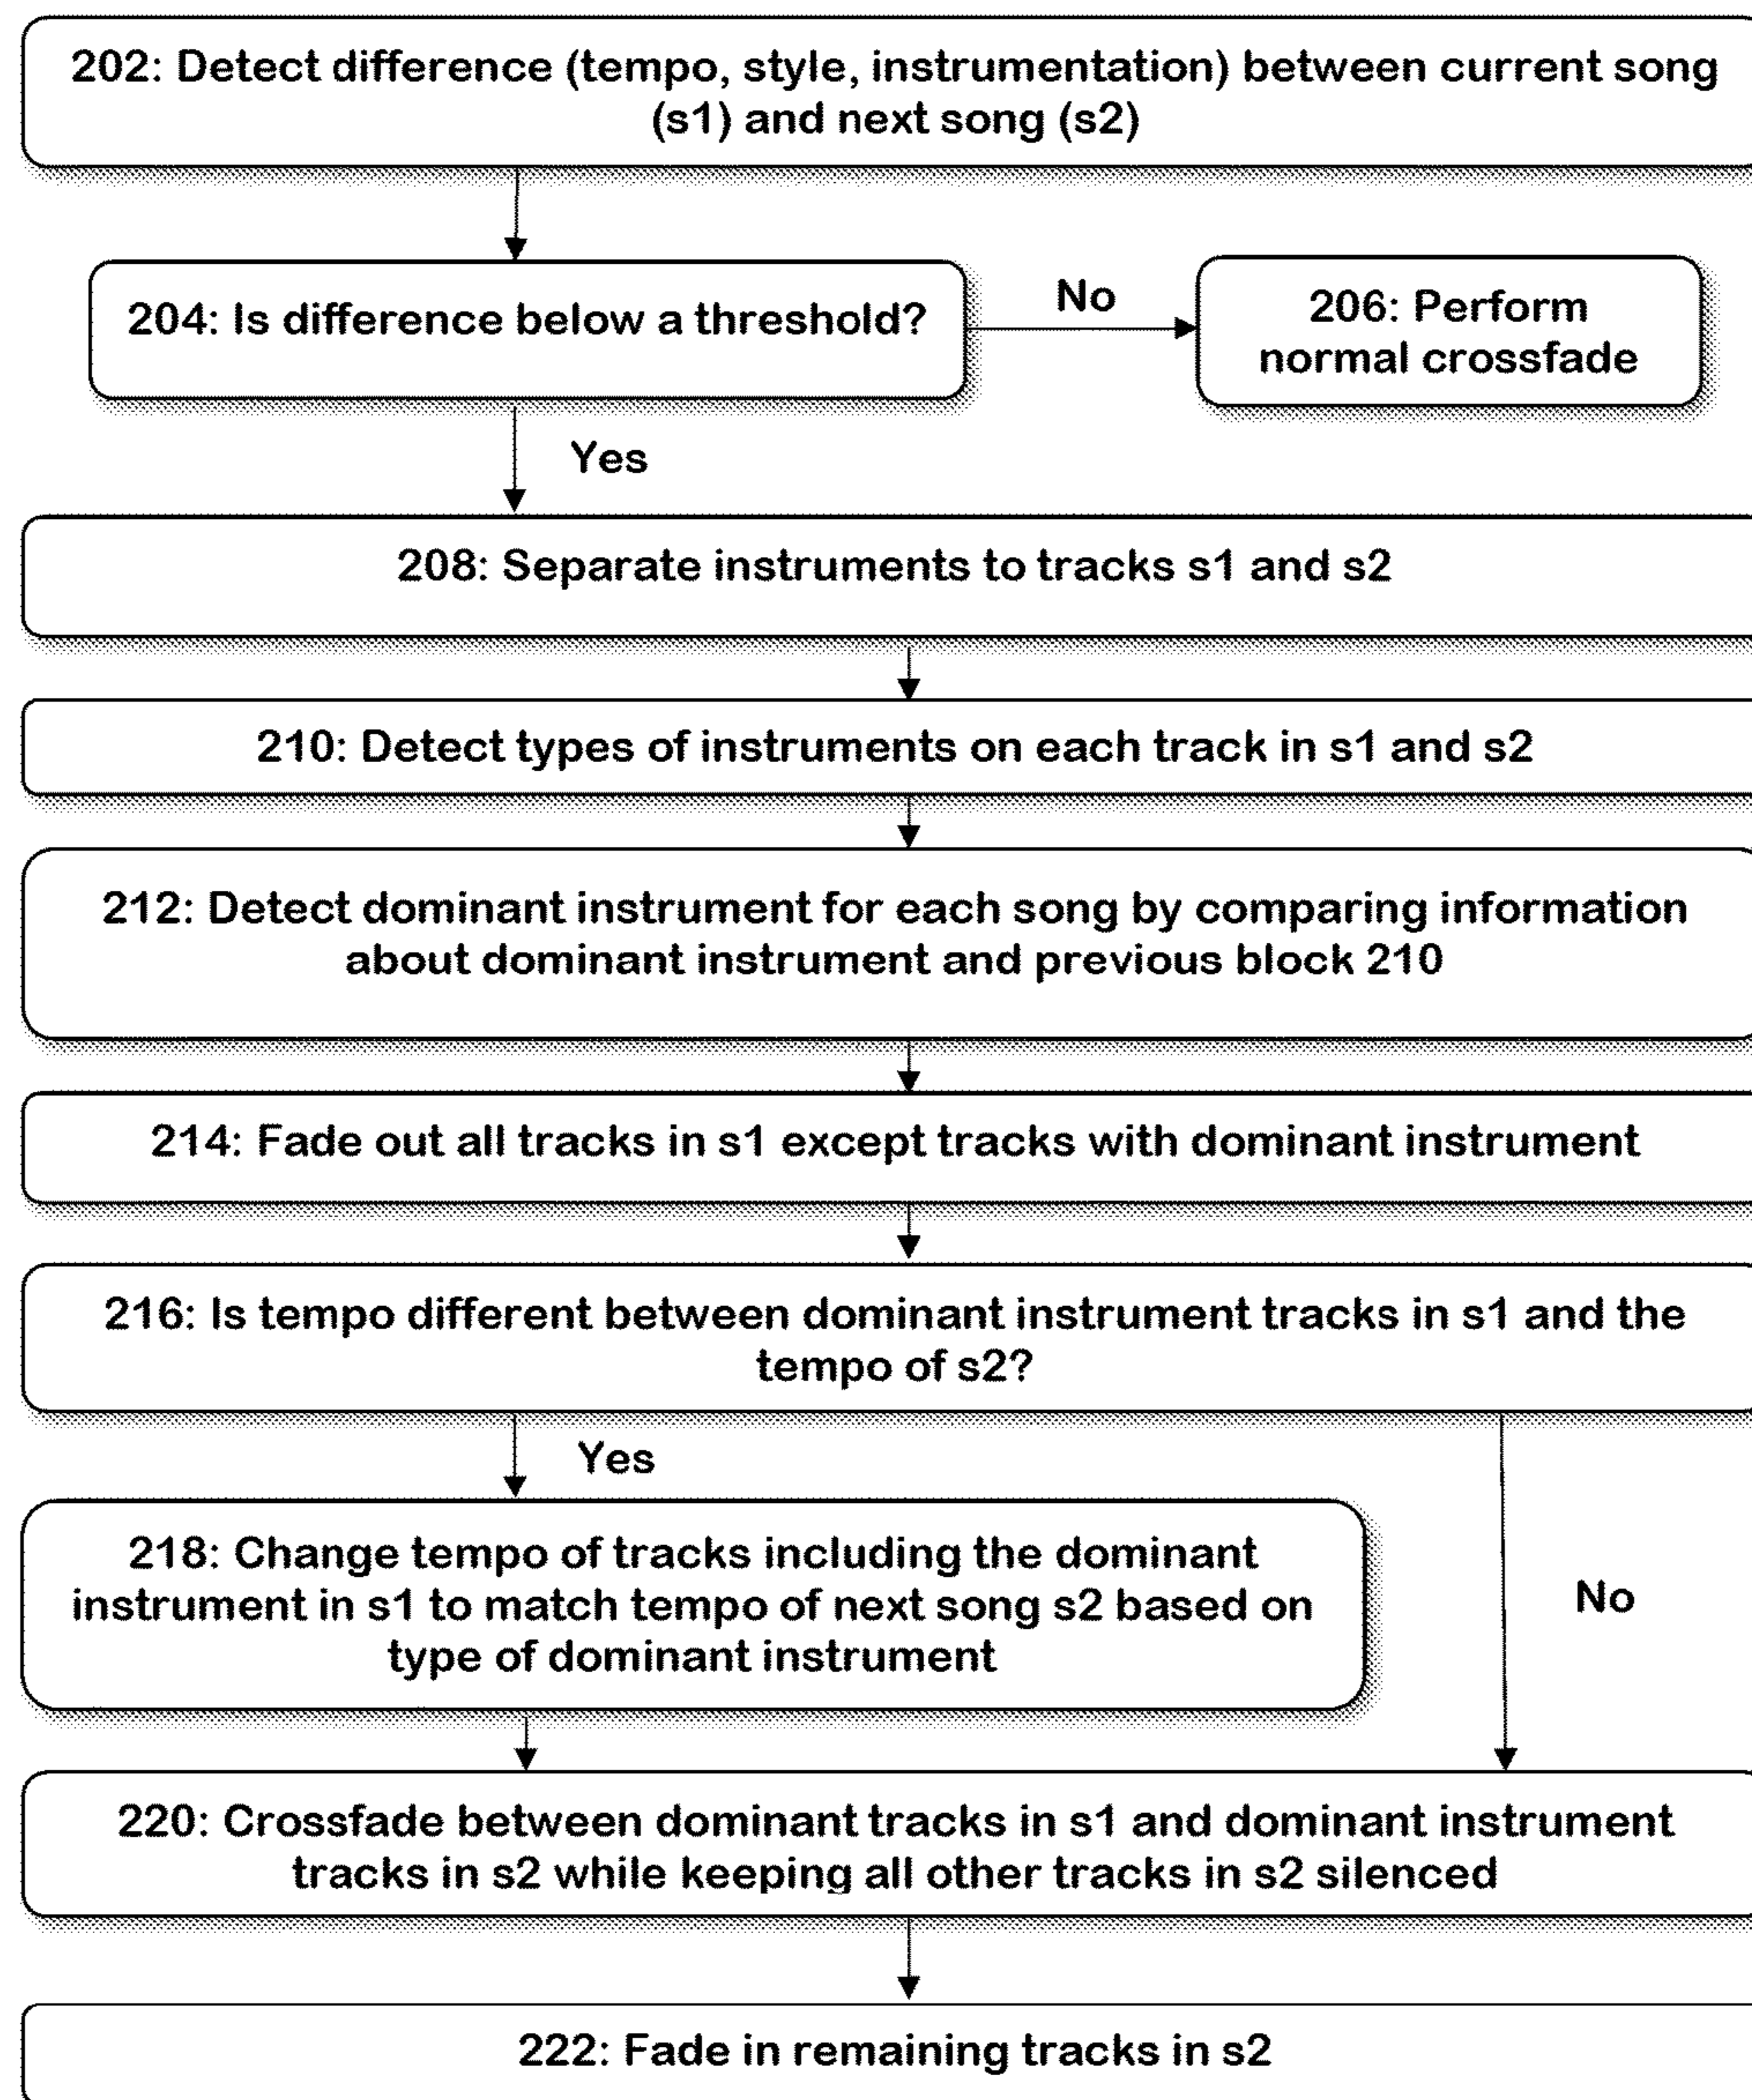 202: Detect difference (tempo, style, instrumentation) between current song
(s1) and next song (s2)
204: Is difference below a threshold?
No
206: Perform
normal crossfade
Yes
208: Separate instruments to tracks s1 and s2
210: Detect types of instruments on each track in s1 and s2
212: Detect dominant instrument for each song by comparing information
about dominant instrument and previous block 210
214: Fade out all tracks in s1 except tracks with dominant instrument
216: Is tempo different between dominant instrument tracks in s1 and the
tempo of s2?
Yes
218: Change tempo of tracks including the dominant
instrument in s1 to match tempo of next song s2 based on
type of dominant instrument
No
220: Crossfade between dominant tracks in s1 and dominant instrument
tracks in s2 while keeping all other tracks in s2 silenced
222: Fade in remaining tracks in s2